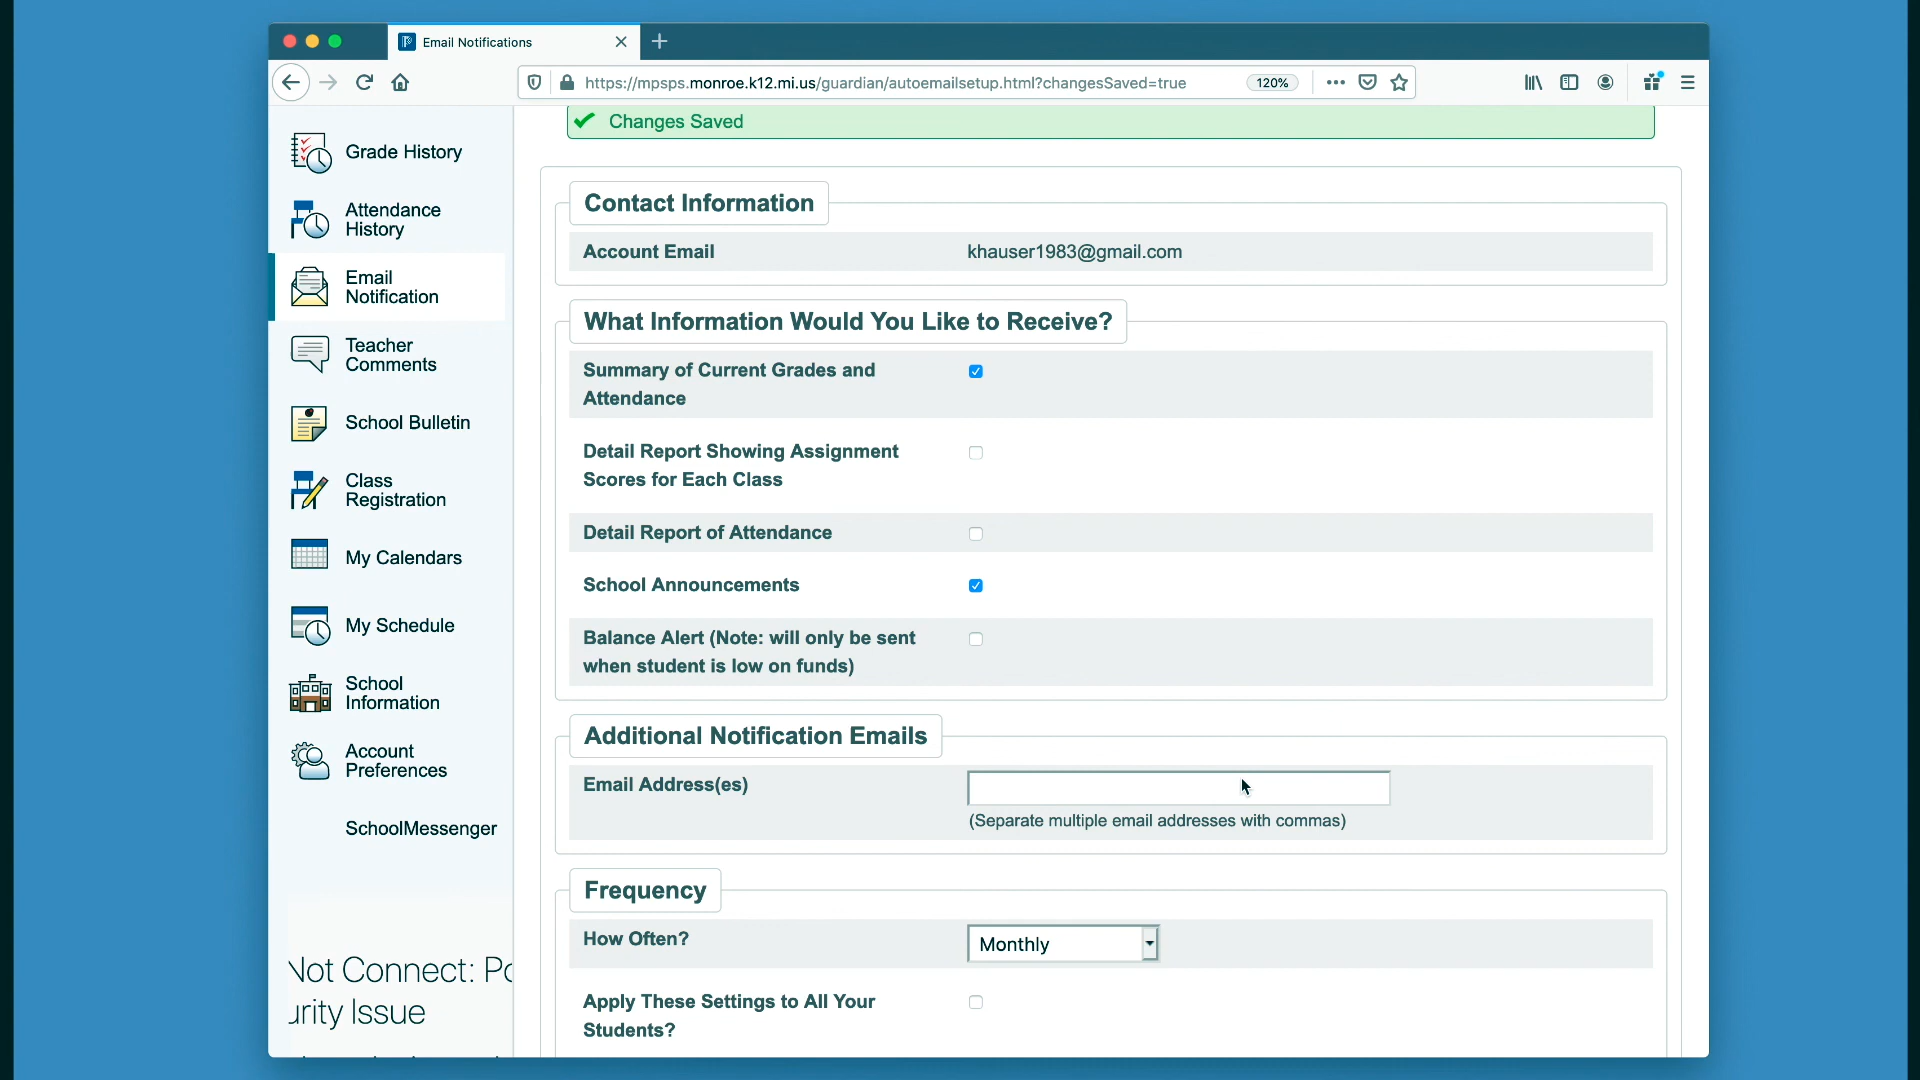 Email Notifications
https://mpsps.monroe.k12.mi.us/guardian/autoemailsetup.html?changesSaved=true
120%
Grade History
Attendance
History
Email
Notification
Teacher
Comments
School Bulletin
Class
Registration
My Calendars
My Schedule
School
Information
Account
Preferences
SchoolMessenger
Not Connect: Po
urity Issue
Changes Saved
Contact Information
Account Email khauser1983@gmail.com
What Information Would You Like to Receive?
Summary of Current Grades and
Attendance
Detail Report Showing Assignment
Scores for Each Class
Detail Report of Attendance
School Announcements
Balance Alert (Note: will only be sent
when student is low on funds)
Additional Notification Emails
Email Address(es)
(Separate multiple email addresses with commas)
Frequency
How Often? Monthly
Apply These Settings to All Your
Students?